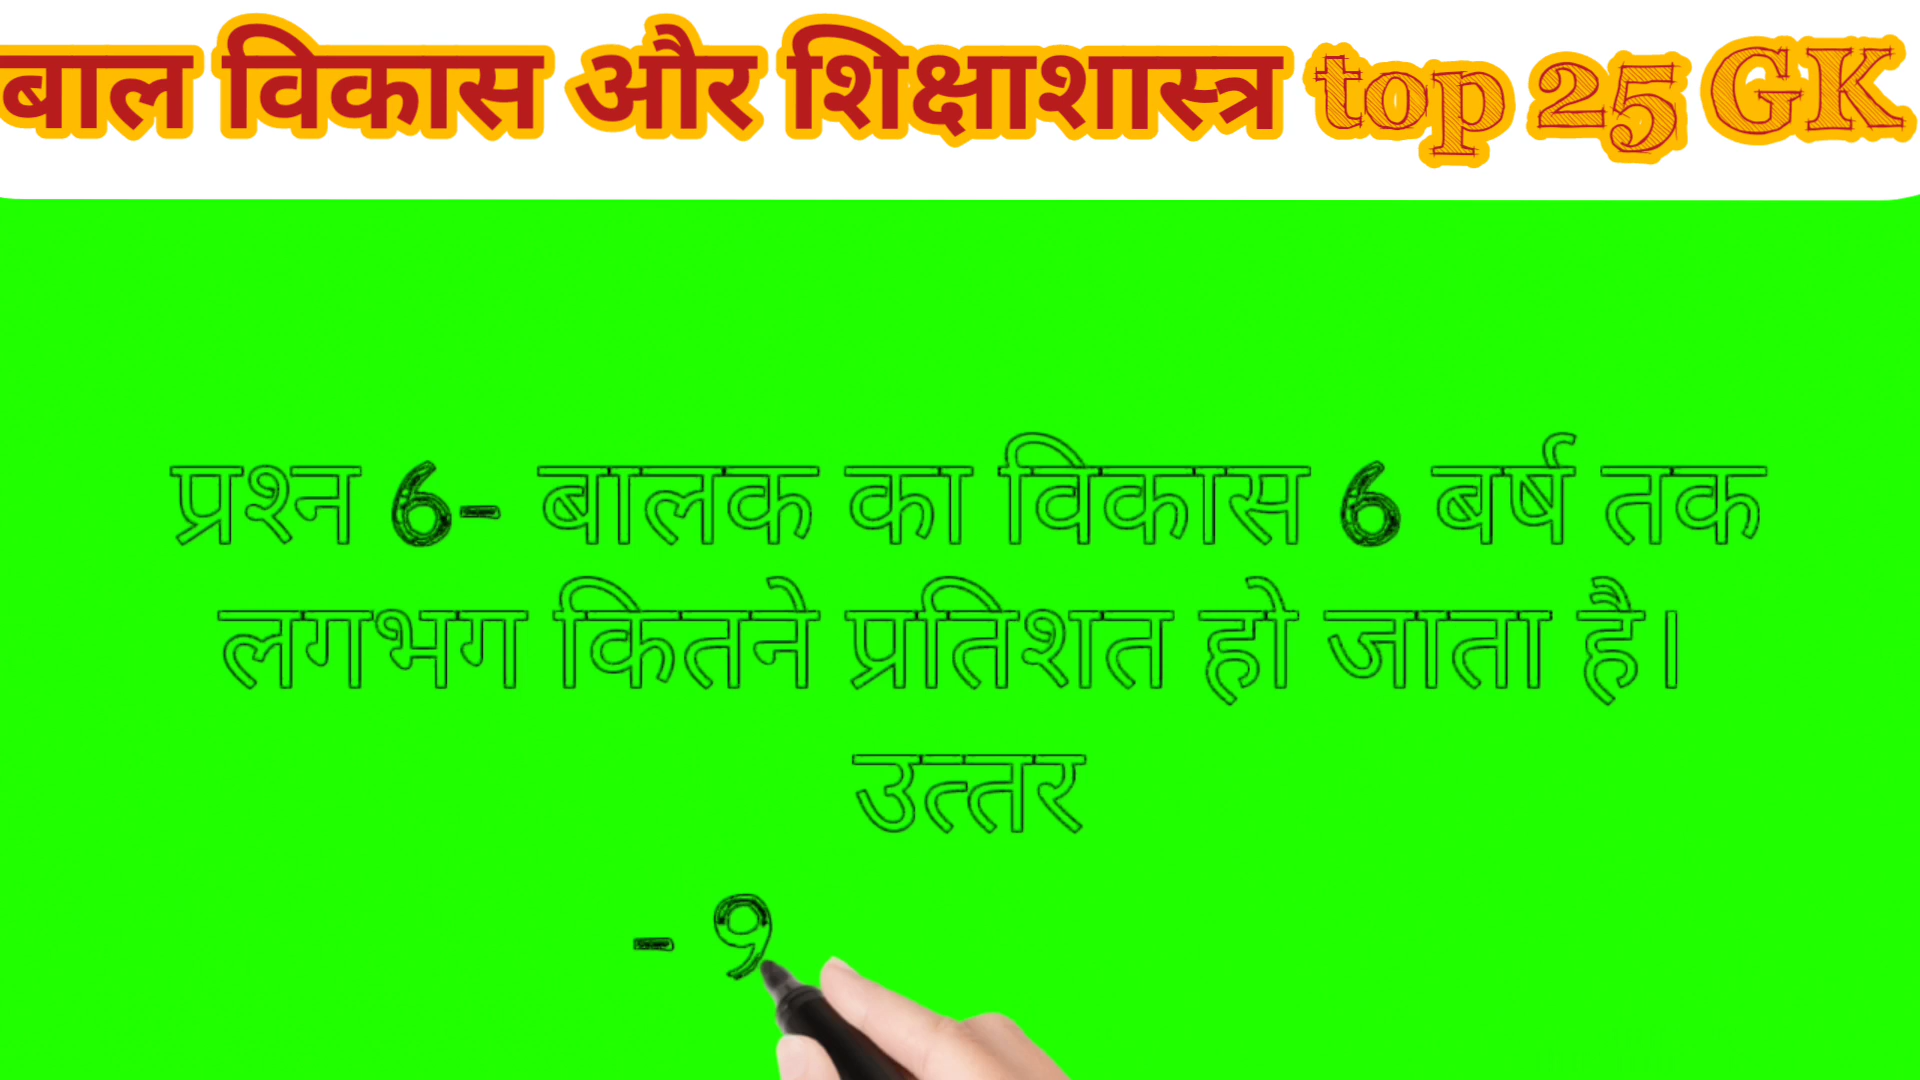 बाल विकास और शिक्षाशास्त्र top 25 GK
प्रश्न 6- बालक का विकास 6 बर्ष तक
लगभग कितने प्रतिशत हो जाता है।
उत्तर
- 9